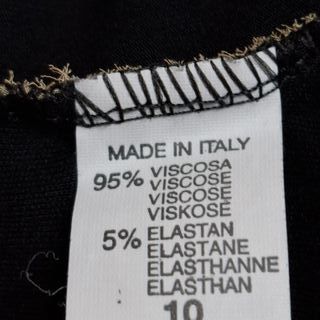 MADE IN ITALY
95% VISCOSA
VISCOSE
VISCOSE
VISKOSE
5% ELASTAN
ELASTANE
ELASTHANNE
ELASTHAN
10